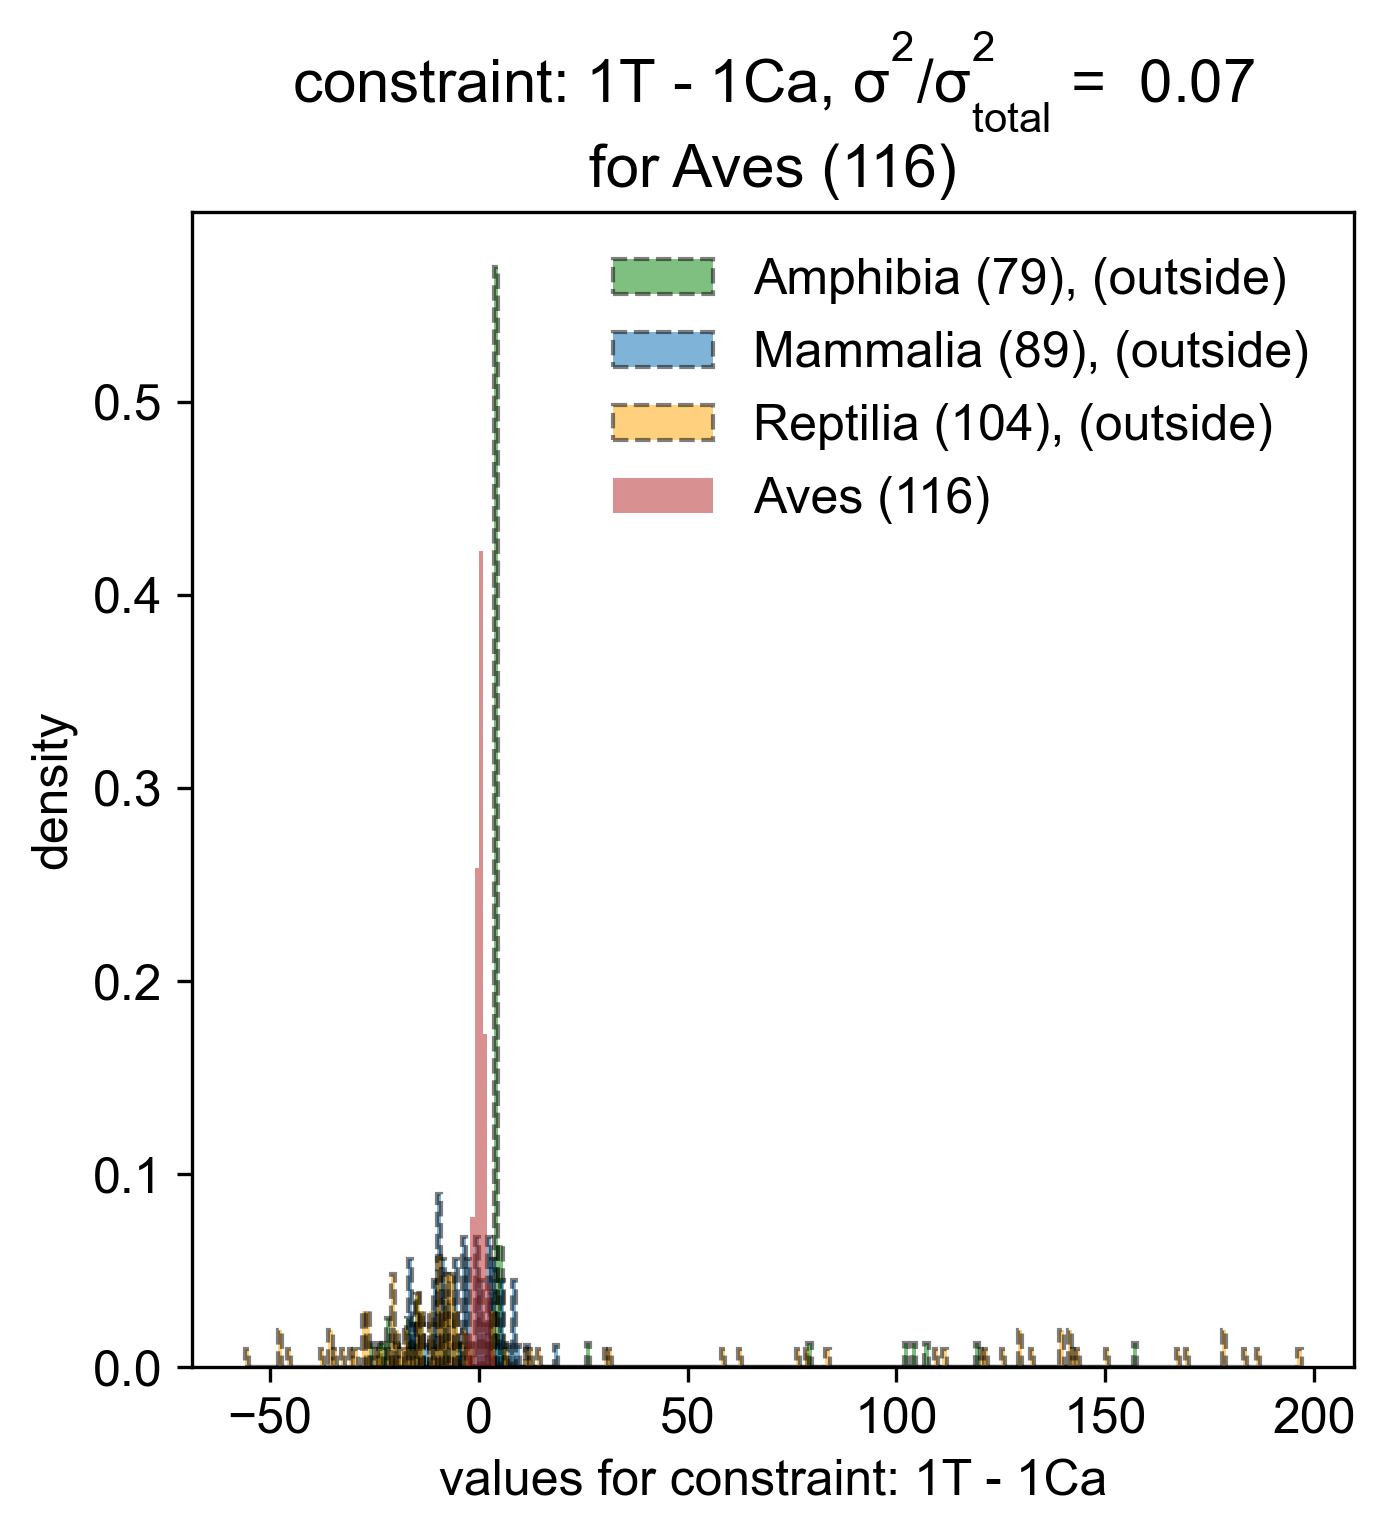 constraint: 1T - 1Ca, σ²/σ²total = 0.07
for Aves (116)
Amphibia (79), (outside)
Mammalia (89), (outside)
Reptilia (104), (outside)
Aves (116)
0.5
0.4
0.3
0.2
0.1
0.0
density
−50 0 50 100 150 200
values for constraint: 1T - 1Ca